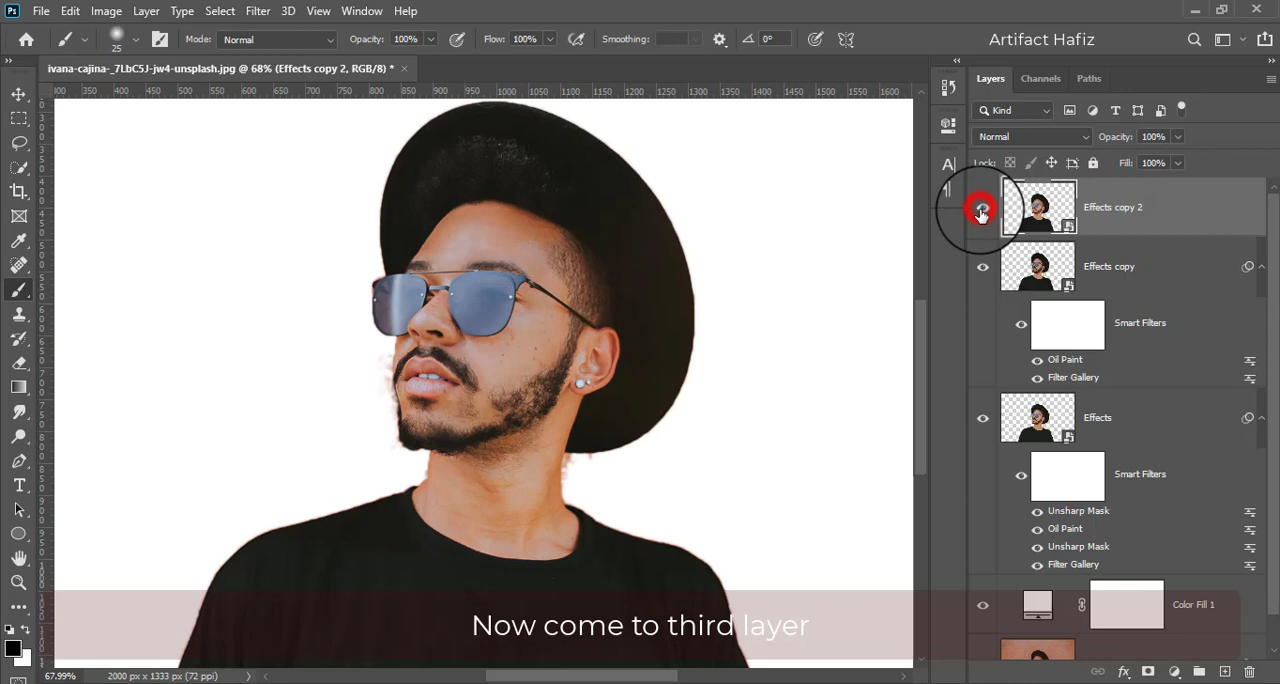 Ps File Edit Image Layer Type Select Filter 3D View Window Help
25 Mode: Normal Opacity: 100% Flow: 100% Smoothing: 0° Artifact Hafiz
ivana-cajina-_7LbC5J-jw4-unsplash.jpg @ 68% (Effects copy 2, RGB/8) * ×
300 350 400 450 500 550 600 650 700 750 800 850 900 950 1000 1050 1100 1150 1200 1250 1300 1350 1400 1450 1500 1550 1600
Layers Channels Paths
Kind
Normal Opacity: 100%
Lock: Fill: 100%
Effects copy 2
Effects copy
Smart Filters
Oil Paint
Filter Gallery
Effects
Smart Filters
Unsharp Mask
Oil Paint
Unsharp Mask
Filter Gallery
Color Fill 1
Now come to third layer
67.99% 2000 px x 1333 px (72 ppi)